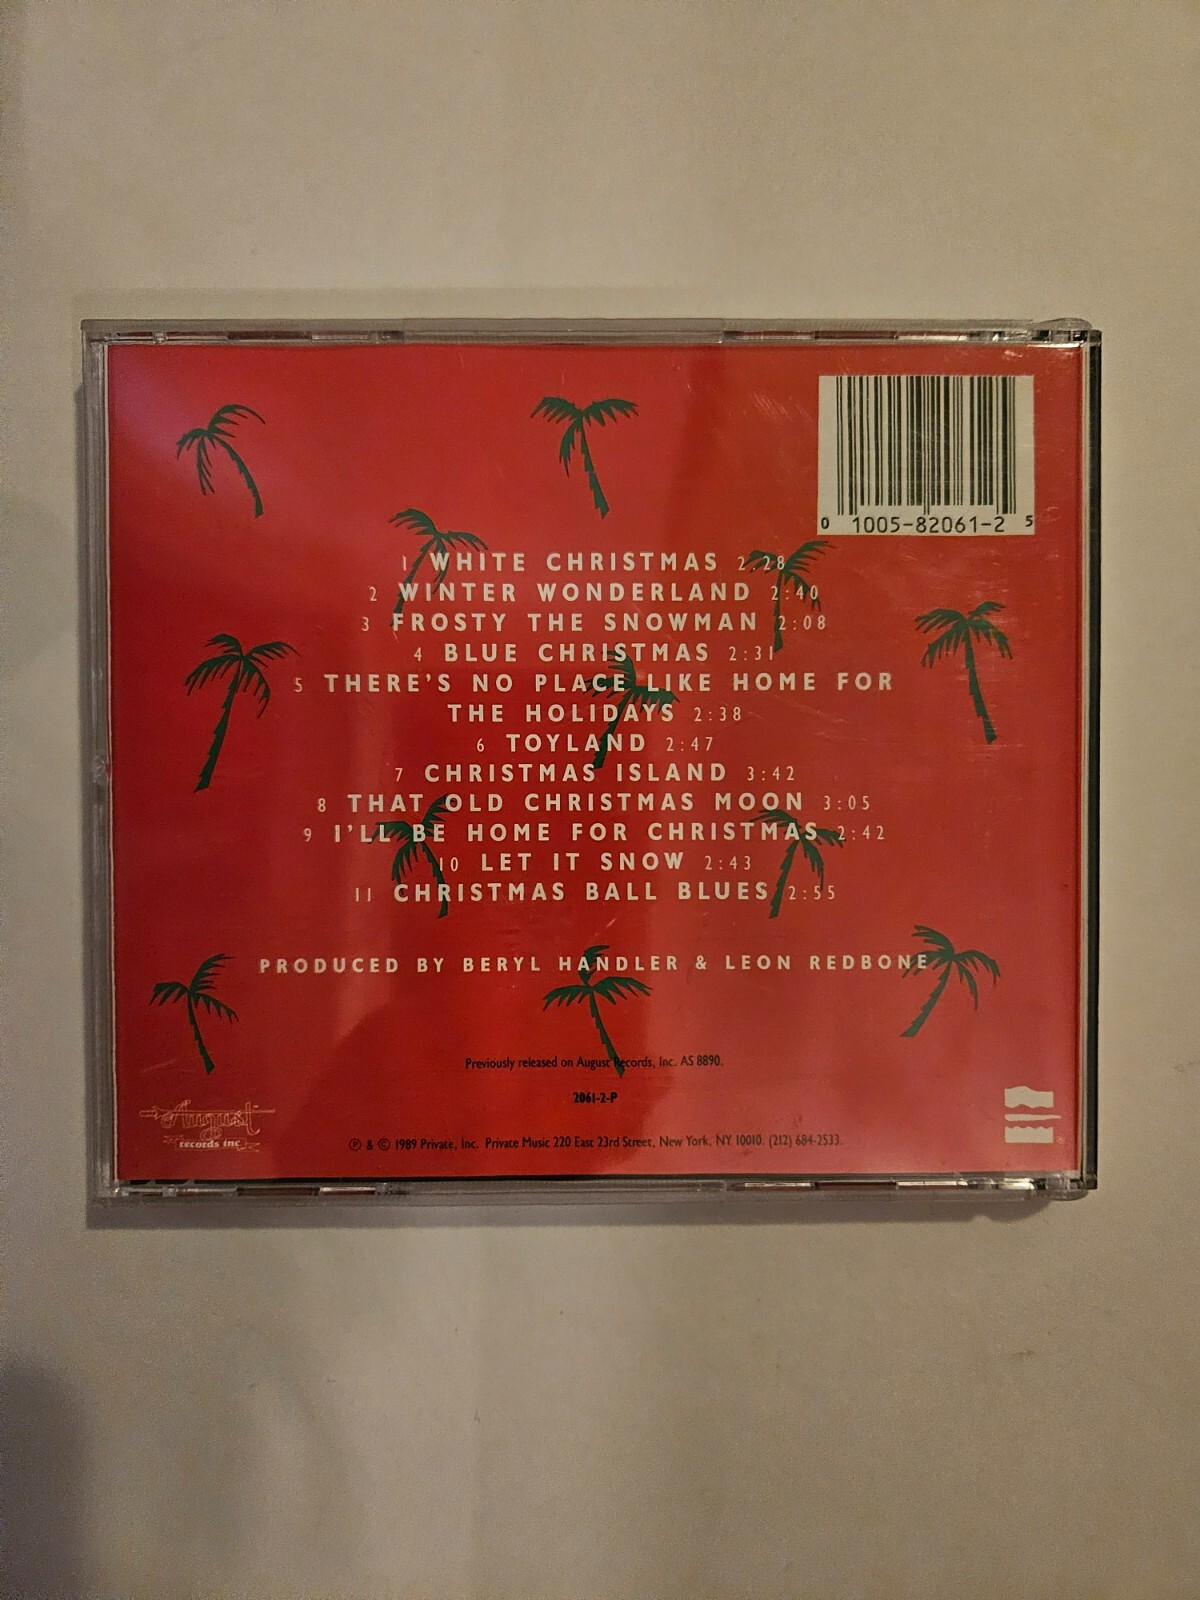 0 1005-82061-2 5
1 WHITE CHRISTMAS 2:28
2 WINTER WONDERLAND 2:40
3 FROSTY THE SNOWMAN 2:08
4 BLUE CHRISTMAS 2:31
5 THERE'S NO PLACE LIKE HOME FOR
THE HOLIDAYS 2:38
6 TOYLAND 2:47
7 CHRISTMAS ISLAND 3:42
8 THAT OLD CHRISTMAS MOON 3:05
9 I'LL BE HOME FOR CHRISTMAS 2:42
10 LET IT SNOW 2:43
11 CHRISTMAS BALL BLUES 2:55
PRODUCED BY BERYL HANDLER & LEON REDBONE
Previously released on August Records, Inc. AS 8890.
2061-2-P
August
records inc.
℗ & © 1989 Private, Inc. Private Music 220 East 23rd Street, New York, NY 10010. (212) 684-2533.